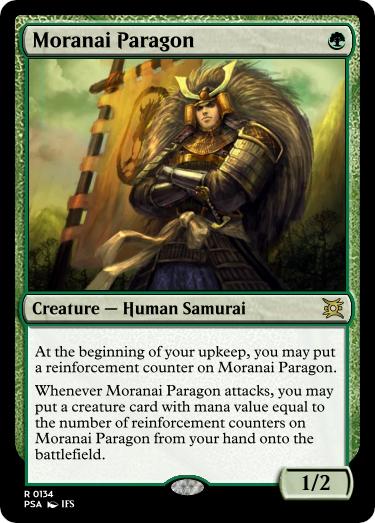 Moranai Paragon
Creature — Human Samurai
At the beginning of your upkeep, you may put
a reinforcement counter on Moranai Paragon.
Whenever Moranai Paragon attacks, you may
put a creature card with mana value equal to
the number of reinforcement counters on
Moranai Paragon from your hand onto the
battlefield.
1/2
R 0134
PSA IFS